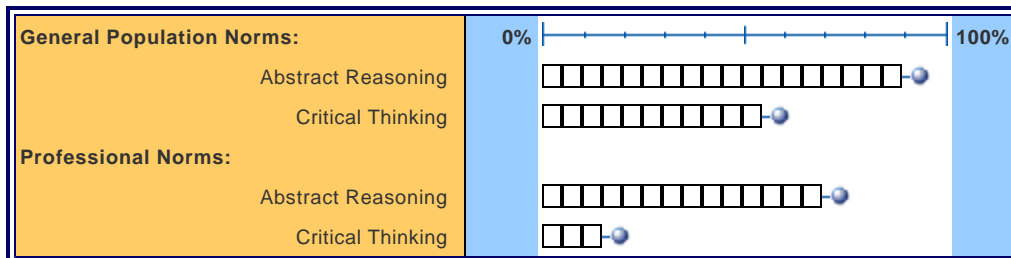 General Population Norms: 0% 100%
Abstract Reasoning
Critical Thinking
Professional Norms:
Abstract Reasoning
Critical Thinking